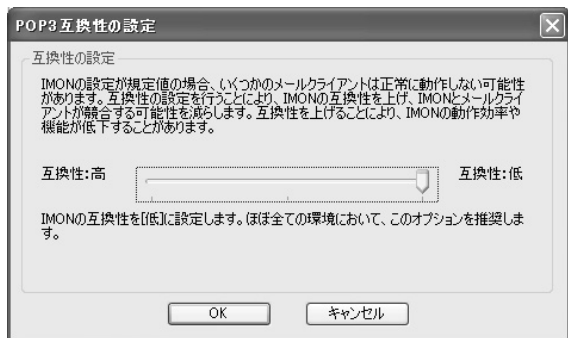 POP3互換性の設定
互換性の設定
IMONの設定が規定値の場合、いくつかのメールクライアントは正常に動作しない可能性
があります。互換性の設定を行うことにより、IMONの互換性を上げ、IMONとメールクライ
アントが競合する可能性を減らします。互換性を上げることにより、IMONの動作効率や
機能が低下することがあります。
互換性:高
互換性:低
IMONの互換性を[低]に設定します。ほぼ全ての環境において、このオプションを推奨しま
す。
OK
キャンセル